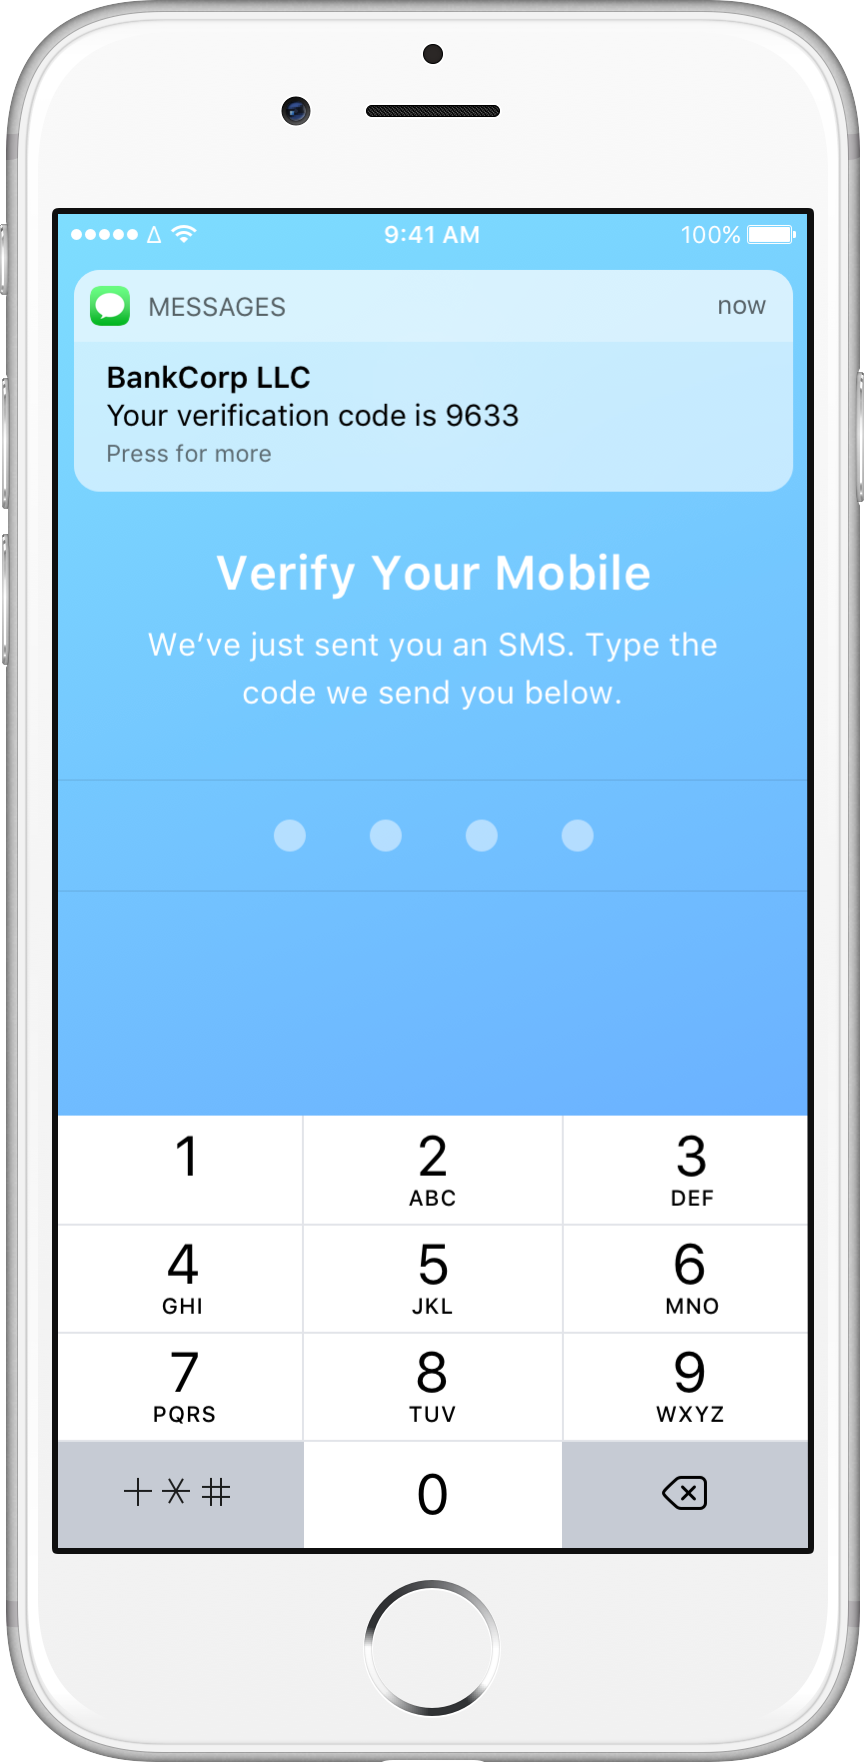 9:41 AM 100%
MESSAGES now
BankCorp LLC
Your verification code is 9633
Press for more
Verify Your Mobile
We’ve just sent you an SMS. Type the
code we send you below.
1 2 3
ABC DEF
4 5 6
GHI JKL MNO
7 8 9
PQRS TUV WXYZ
+ * # 0